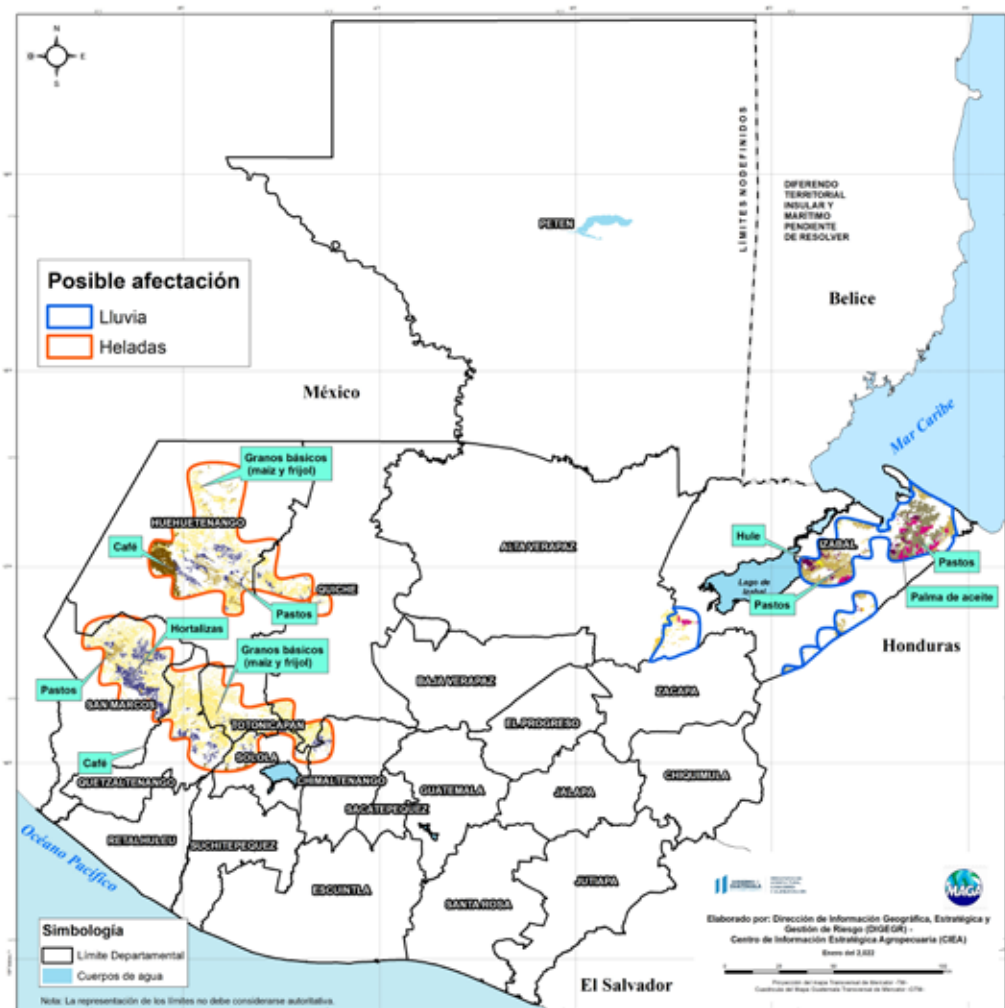 N
E
S
LÍMITES NO DEFINIDOS
DIFERENDO
TERRITORIAL
INSULAR Y
MARÍTIMO
PENDIENTE
DE RESOLVER
PETEN
Posible afectación
Lluvia
Heladas
Belice
México
Mar Caribe
Granos básicos
(maíz y frijol)
HUEHUETENANGO
Café
QUICHE
Pastos
ALTA VERAPAZ
Hule
IZABAL
Lago de
Izabal
Pastos
Pastos
Palma de aceite
Honduras
Hortalizas
Granos básicos
(maíz y frijol)
Pastos
SAN MARCOS
TOTONICAPAN
BAJA VERAPAZ
ZACAPA
EL PROGRESO
Café
SOLOLA
QUETZALTENANGO
CHIMALTENANGO
GUATEMALA
CHIQUIMULA
JALAPA
SACATEPEQUEZ
Océano Pacífico
RETALHULEU
SUCHITEPEQUEZ
ESCUINTLA
SANTA ROSA
JUTIAPA
MAGA
Simbología
Límite Departamental
Cuerpos de agua
Elaborado por: Dirección de Información Geográfica, Estratégica y
Gestión de Riesgo (DIGEGR) -
Centro de Información Estratégica Agropecuaria (CIEA)
Enero del 2,022
El Salvador
Nota: La representación de los límites no debe considerarse autoritativa.